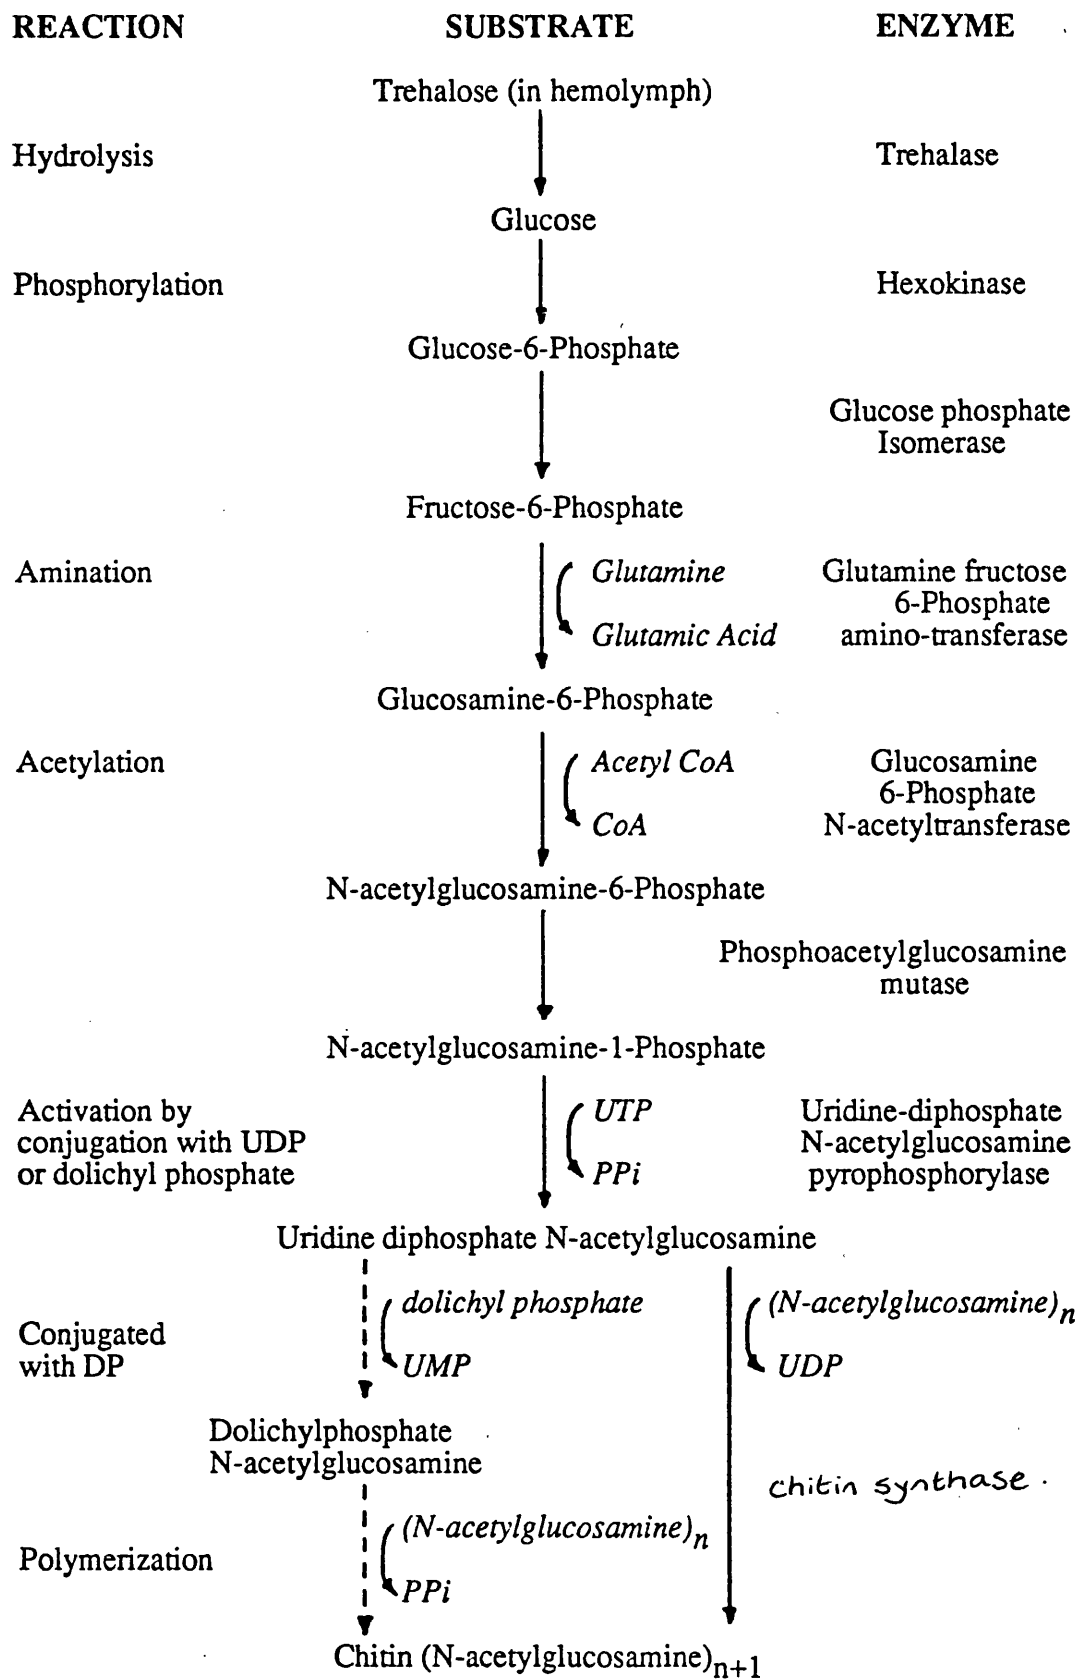 REACTION SUBSTRATE ENZYME
Trehalose (in hemolymph)
Hydrolysis Trehalase
Glucose
Phosphorylation Hexokinase
Glucose-6-Phosphate
Glucose phosphate
Isomerase
Fructose-6-Phosphate
Amination Glutamine Glutamine fructose
6-Phosphate
Glutamic Acid amino-transferase
Glucosamine-6-Phosphate
Acetylation Acetyl CoA Glucosamine
6-Phosphate
CoA N-acetyltransferase
N-acetylglucosamine-6-Phosphate
Phosphoacetylglucosamine
mutase
N-acetylglucosamine-1-Phosphate
Activation by UTP Uridine-diphosphate
conjugation with UDP N-acetylglucosamine
or dolichyl phosphate PPi pyrophosphorylase
Uridine diphosphate N-acetylglucosamine
dolichyl phosphate (N-acetylglucosamine)n
Conjugated
with DP UMP UDP
Dolichylphosphate
N-acetylglucosamine
chitin synthase.
(N-acetylglucosamine)n
Polymerization
PPi
Chitin (N-acetylglucosamine)n+1